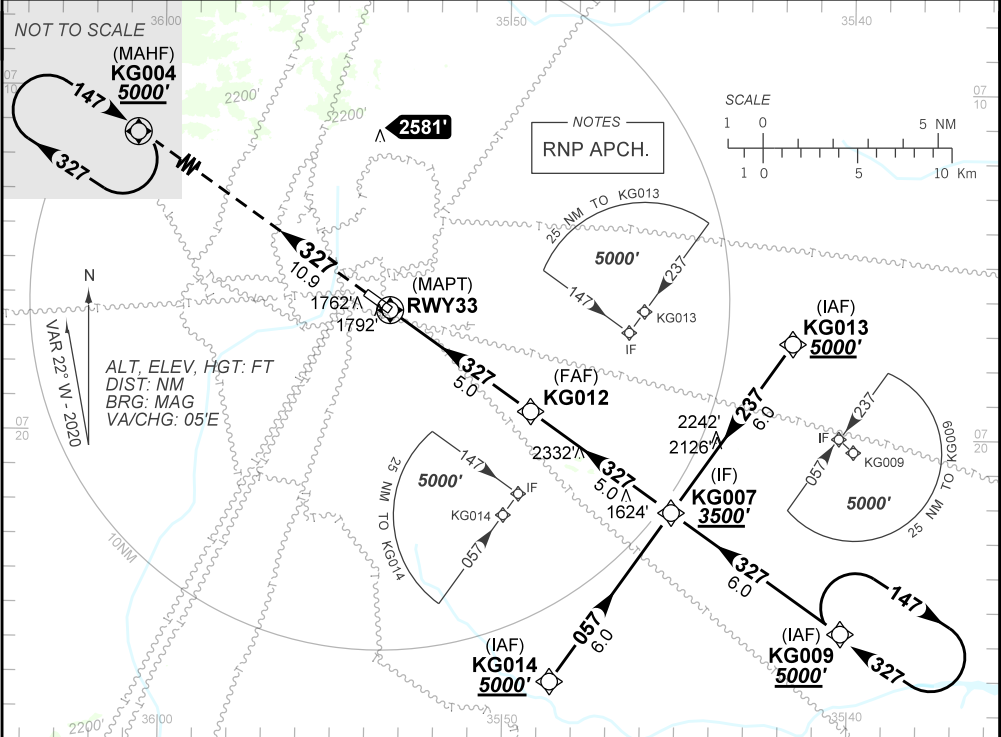 36 00
35 50
35 40
NOT TO SCALE
(MAHF)
KG004
5000'
147
327
07
10
07
10
2200'
2200'
2581'
NOTES
RNP APCH.
SCALE
1 0 5 NM
1 0 5 10 Km
25 NM TO KG013
5000'
237
147
KG013
IF
327
10.9
(MAPT)
RWY33
1762'
1792'
N
VAR 22° W - 2020
ALT, ELEV, HGT: FT
DIST: NM
BRG: MAG
VA/CHG: 05'E
(IAF)
KG013
5000'
237
6.0
327
5.0
(FAF)
KG012
2242'
2126'
2332'
327
5.0
1624'
(IF)
KG007
3500'
237
IF
KG009
057
5000'
25 NM TO KG009
07
20
07
20
147
5000'
IF
KG014
057
25 NM TO KG014
10NM
327
6.0
057
6.0
(IAF)
KG014
5000'
(IAF)
KG009
5000'
147
327
2200'
36 00
35 50
35 40